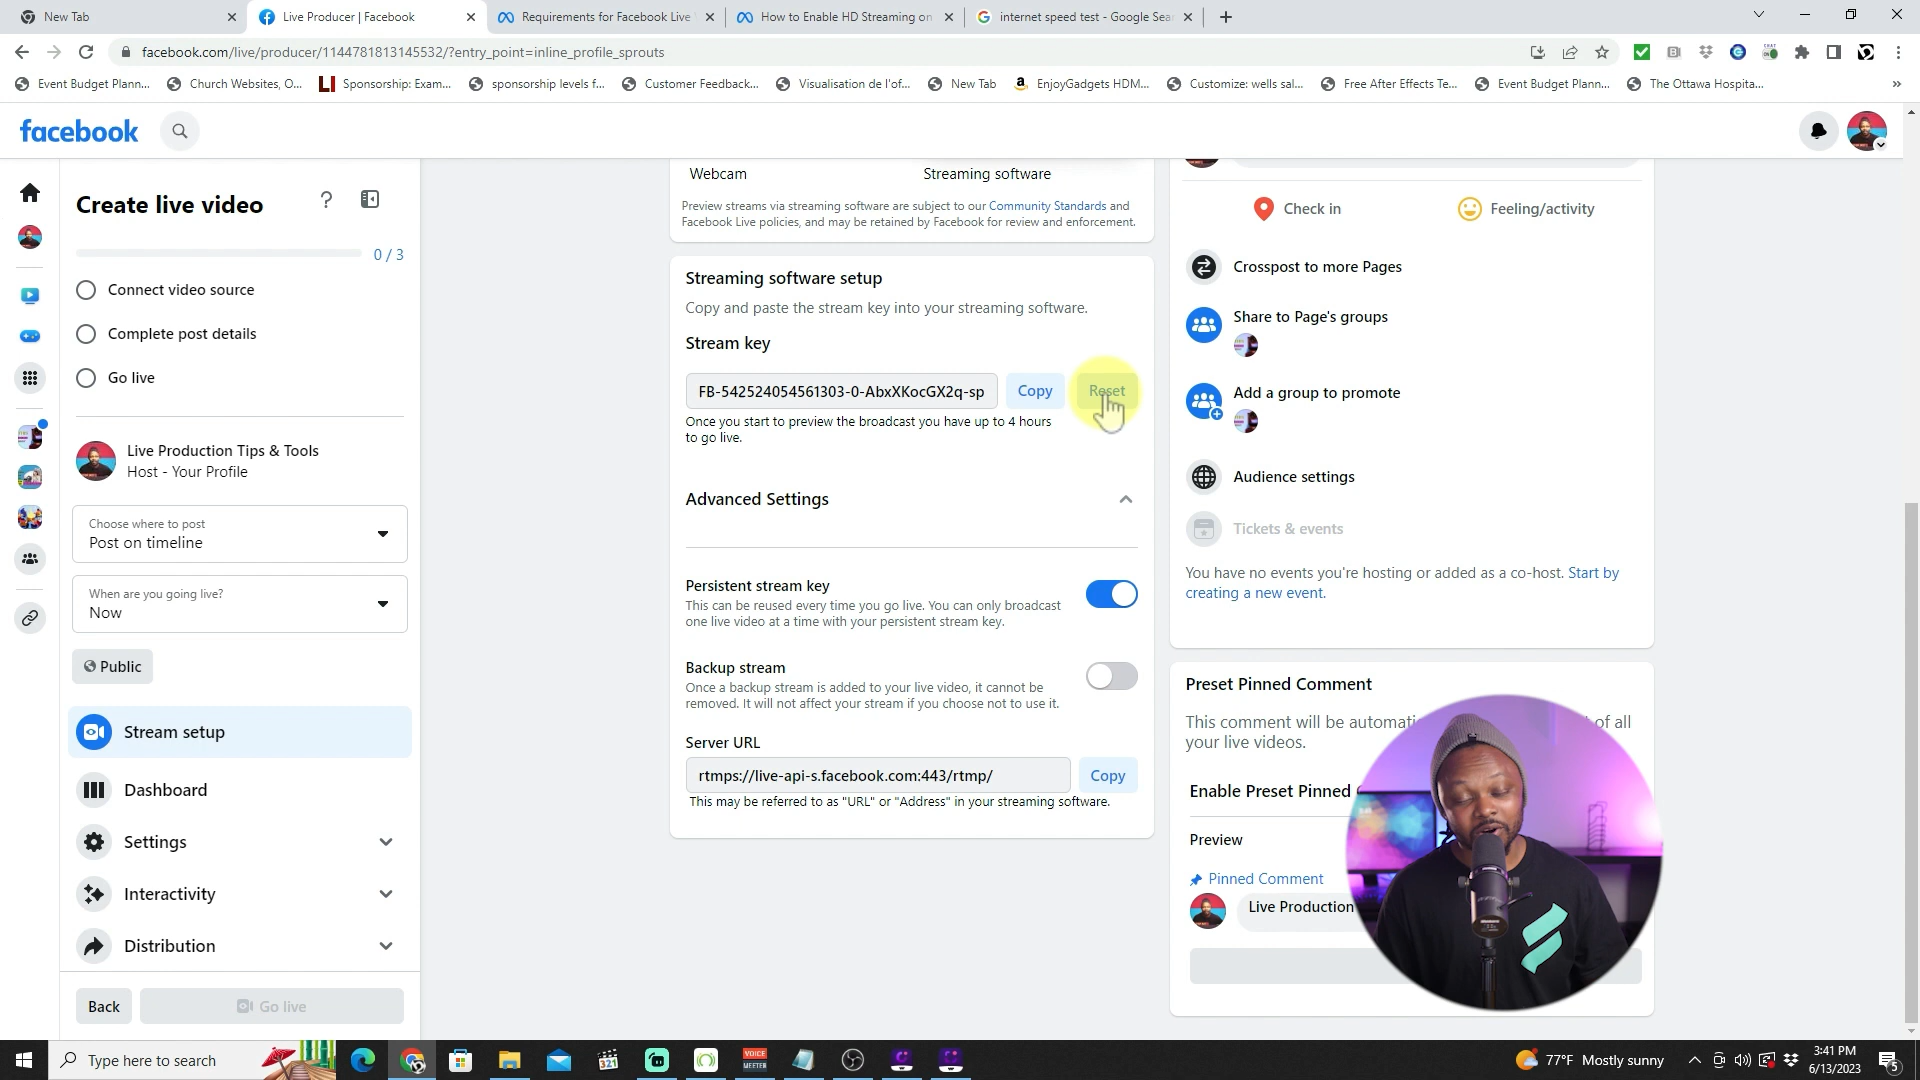 New Tab
Live Producer | Facebook
Requirements for Facebook Live
How to Enable HD Streaming on
internet speed test - Google Sea
facebook.com/live/producer/1144781813145532/?entry_point=inline_profile_sprouts
Event Budget Plann...
Church Websites, O...
Sponsorship: Exam...
sponsorship levels f...
Customer Feedback...
Visualisation de l'of...
New Tab
EnjoyGadgets HDM...
Customize: wells sal...
Free After Effects Te...
Event Budget Plann...
The Ottawa Hospita...
facebook
Create live video
0 / 3
Connect video source
Complete post details
Go live
Live Production Tips & Tools
Host - Your Profile
Choose where to post
Post on timeline
When are you going live?
Now
Public
Stream setup
Dashboard
Settings
Interactivity
Distribution
Back
Go live
Webcam
Streaming software
Preview streams via streaming software are subject to our Community Standards and
Facebook Live policies, and may be retained by Facebook for review and enforcement.
Streaming software setup
Copy and paste the stream key into your streaming software.
Stream key
FB-542524054561303-0-AbxXKocGX2q-sp
Copy
Reset
Once you start to preview the broadcast you have up to 4 hours
to go live.
Advanced Settings
Persistent stream key
This can be reused every time you go live. You can only broadcast
one live video at a time with your persistent stream key.
Backup stream
Once a backup stream is added to your live video, it cannot be
removed. It will not affect your stream if you choose not to use it.
Server URL
rtmps://live-api-s.facebook.com:443/rtmp/
Copy
This may be referred to as "URL" or "Address" in your streaming software.
Check in
Feeling/activity
Crosspost to more Pages
Share to Page's groups
Add a group to promote
Audience settings
Tickets & events
You have no events you're hosting or added as a co-host. Start by
creating a new event.
Preset Pinned Comment
This comment will be automati of all
your live videos.
Enable Preset Pinned
Preview
Pinned Comment
Live Production
Type here to search
321
VOICE
MEETER
77°F Mostly sunny
3:41 PM
6/13/2023
5